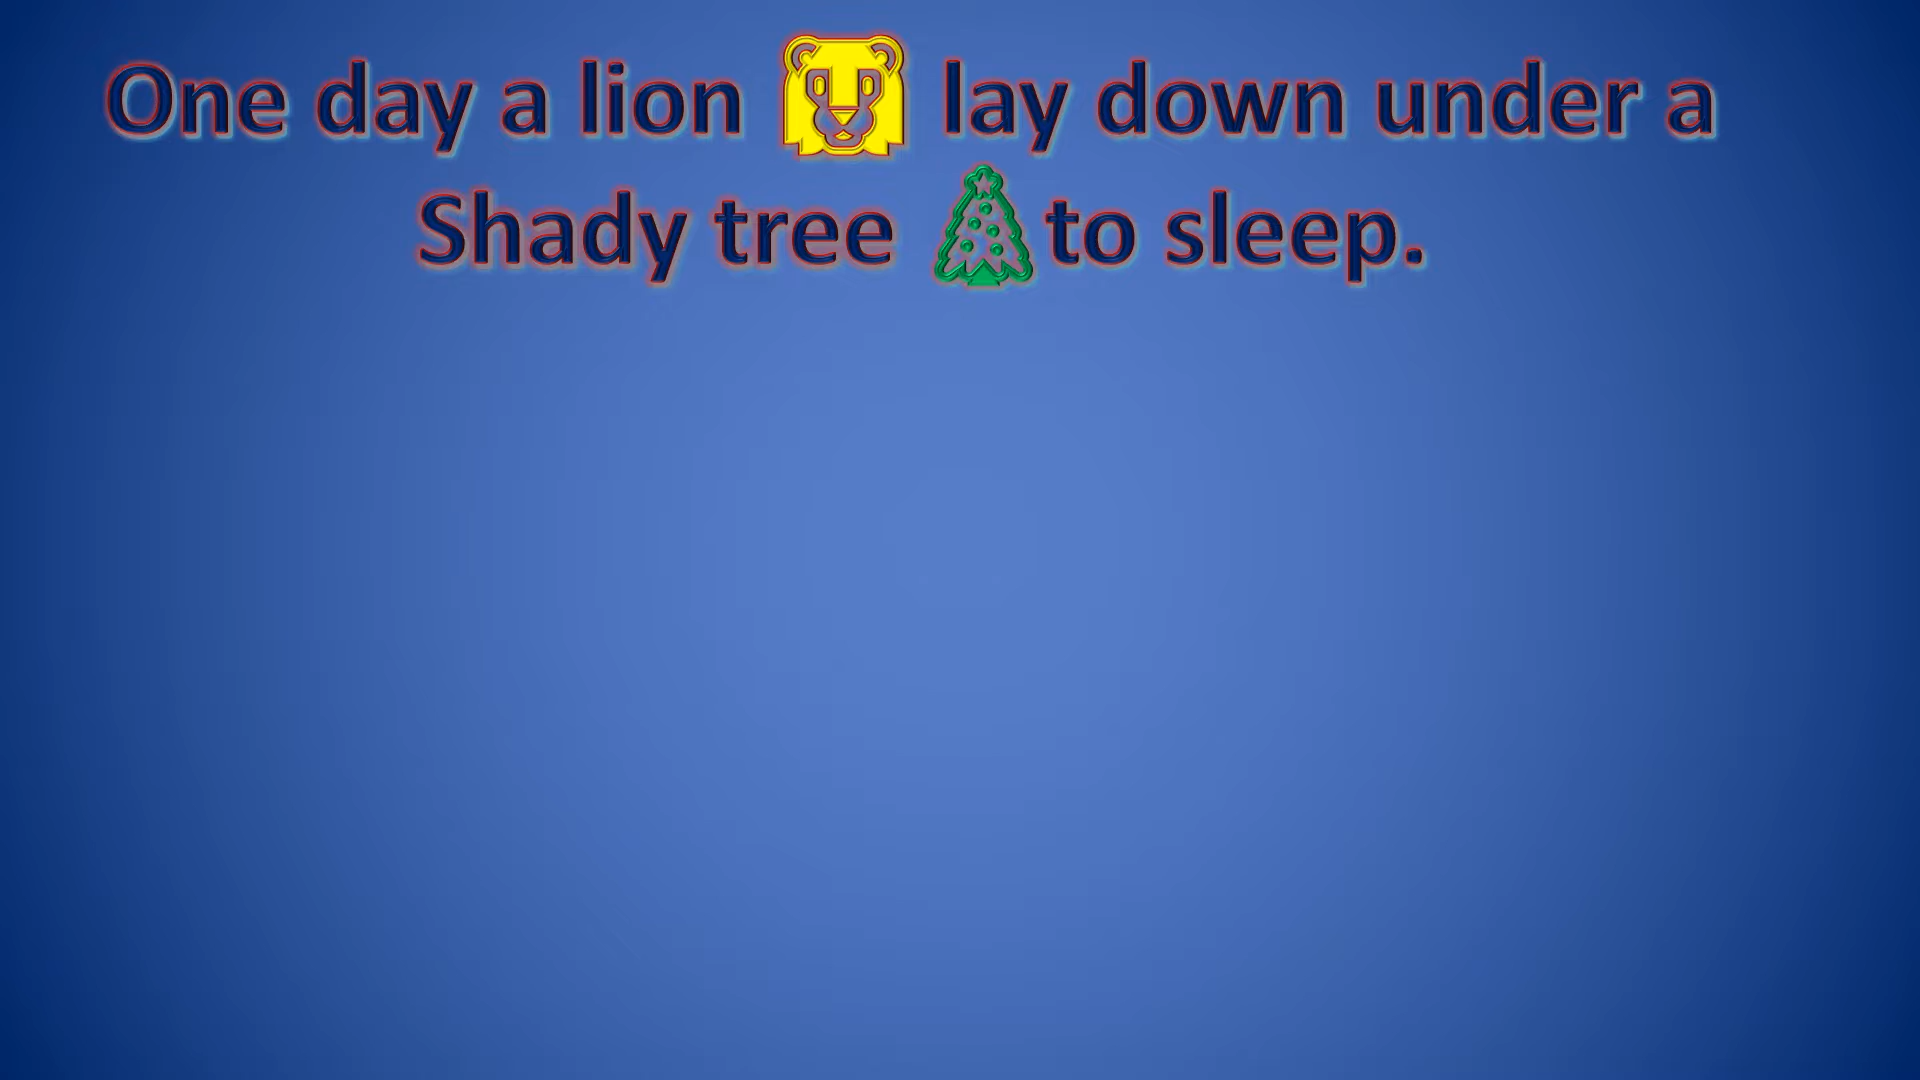 One day a lion 🦁 lay down under a
Shady tree 🎄 to sleep.